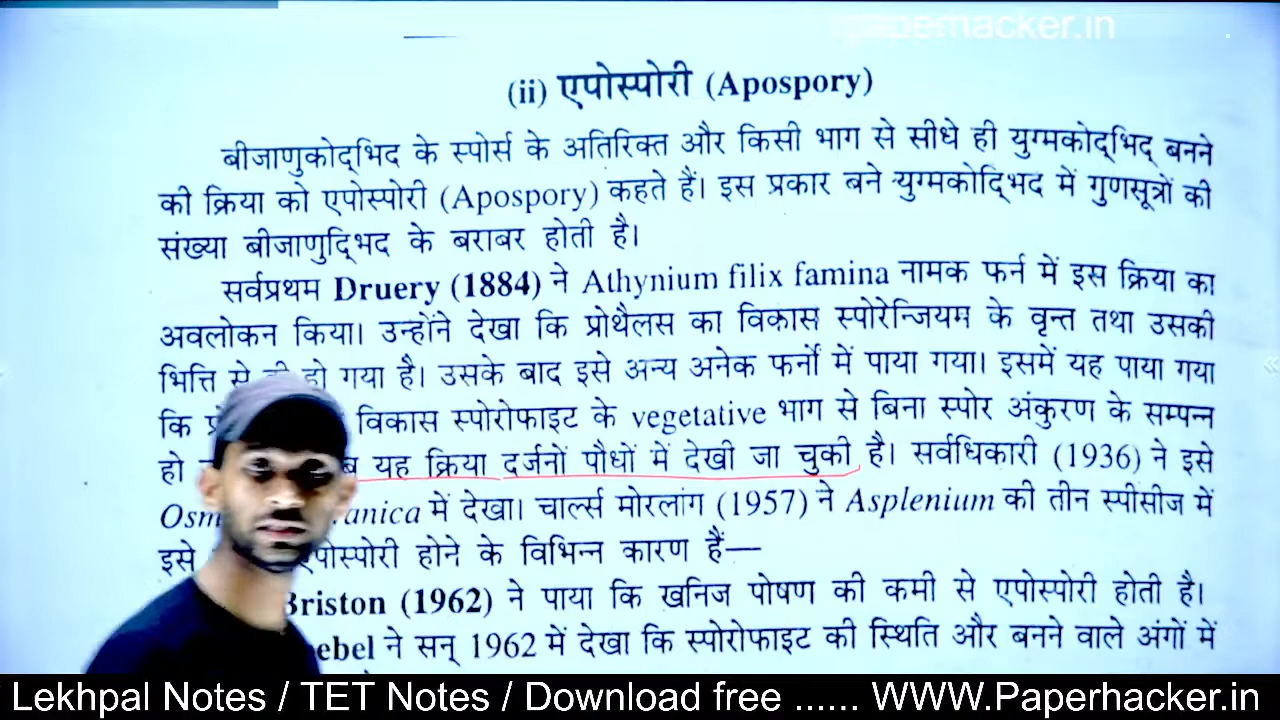 papernacker.in
(ii) एपोस्पोरी (Apospory)
बीजाणुकोद्भिद के स्पोर्स के अतिरिक्त और किसी भाग से सीधे ही युग्मकोद्भिद् बनने
की क्रिया को एपोस्पोरी (Apospory) कहते हैं। इस प्रकार बने युग्मकोद्भिद में गुणसूत्रों की
संख्या बीजाणुद्भिद के बराबर होती है।
सर्वप्रथम Druery (1884) ने Athynium filix famina नामक फर्न में इस क्रिया का
अवलोकन किया। उन्होंने देखा कि प्रोथैलस का विकास स्पोरेन्जियम के वृन्त तथा उसकी
भित्ति से हो गया है। उसके बाद इसे अन्य अनेक फर्नों में पाया गया। इसमें यह पाया गया
कि विकास स्पोरोफाइट के vegetative भाग से बिना स्पोर अंकुरण के सम्पन्न
हो यह क्रिया दर्जनों पौधों में देखी जा चुकी है। सर्वाधिकारी (1936) ने इसे
Osm anica में देखा। चार्ल्स मोरलांग (1957) ने Asplenium की तीन स्पीसीज में
इसे पोस्पोरी होने के विभिन्न कारण हैं—
Briston (1962) ने पाया कि खनिज पोषण की कमी से एपोस्पोरी होती है।
ebel ने सन् 1962 में देखा कि स्पोरोफाइट की स्थिति और बनने वाले अंगों में
Lekhpal Notes / TET Notes / Download free ...... WWW.Paperhacker.in